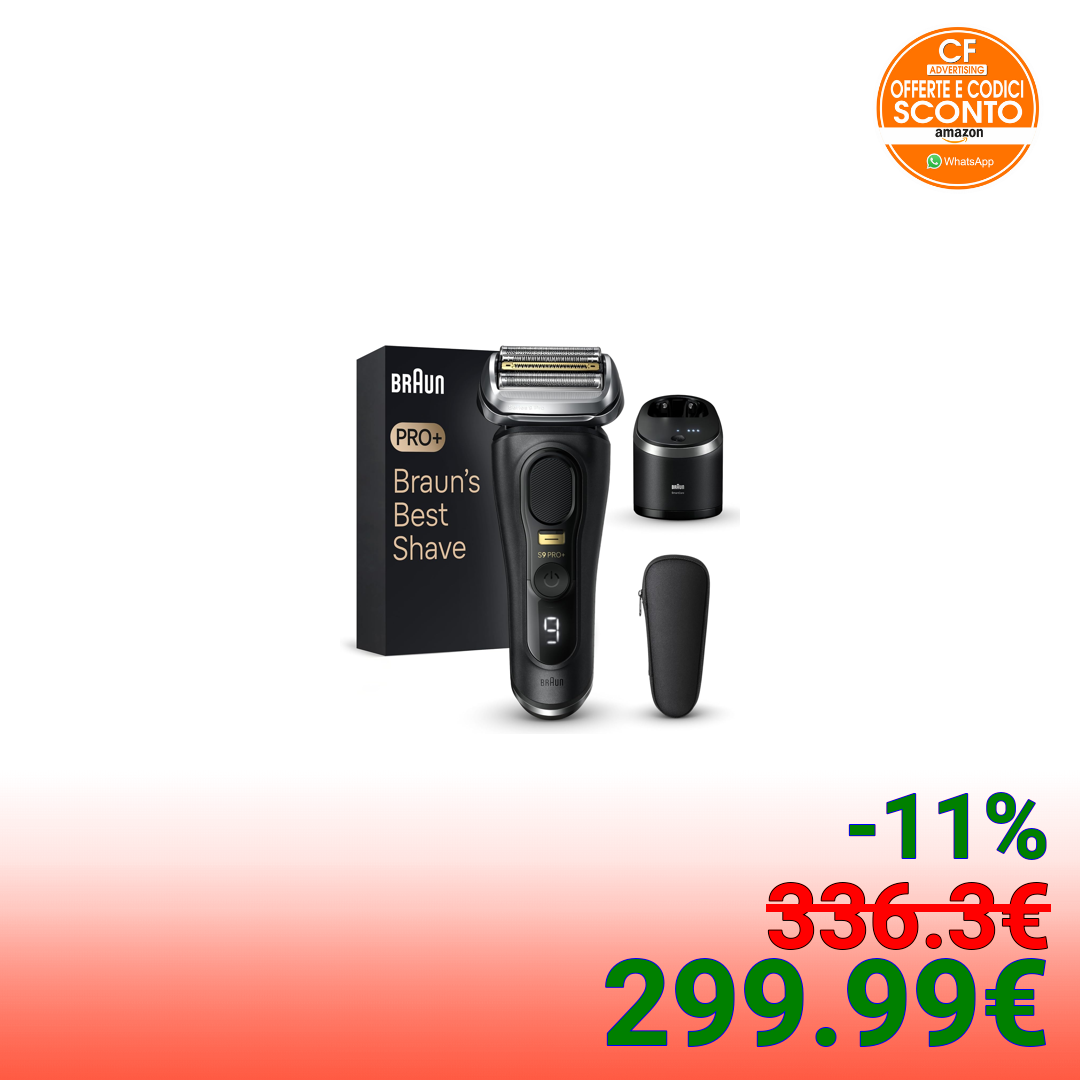 CF
ADVERTISING
OFFERTE E CODICI
SCONTO
amazon
WhatsApp
BRAUN
PRO+
Braun's
Best
Shave
S9 PRO+
9
BRAUN
BRAUN
-11%
336.3€
299.99€